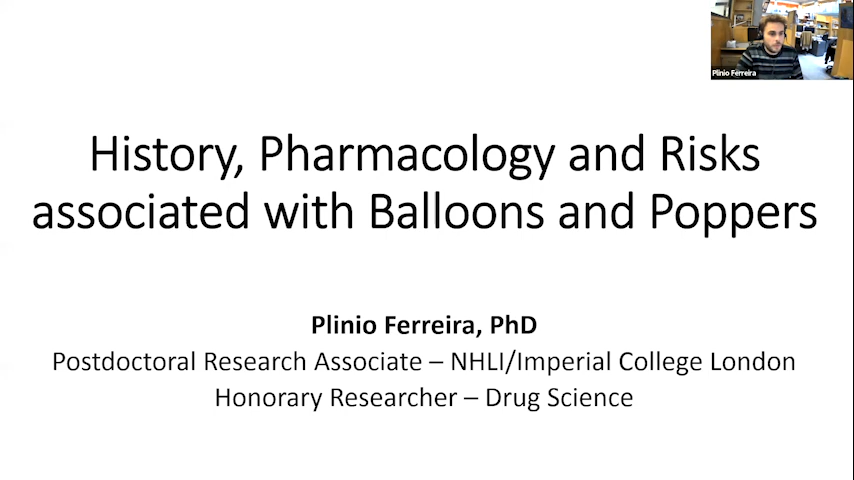 Plinio Ferreira
History, Pharmacology and Risks
associated with Balloons and Poppers
Plinio Ferreira, PhD
Postdoctoral Research Associate – NHLI/Imperial College London
Honorary Researcher – Drug Science